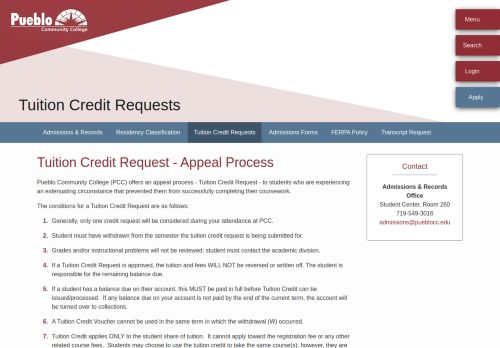 Pueblo
Community College
Menu
Search
Login
Apply
Tuition Credit Requests
Admissions & Records
Residency Classification
Tuition Credit Requests
Admissions Forms
FERPA Policy
Transcript Request
Tuition Credit Request - Appeal Process
Pueblo Community College (PCC) offers an appeal process - Tuition Credit Request - to students who are experiencing
an extenuating circumstance that prevented them from successfully completing their coursework.
The conditions for a Tuition Credit Request are as follows:
1. Generally, only one credit request will be considered during your attendance at PCC.
2. Student must have withdrawn from the semester the tuition credit request is being submitted for.
3. Grades and/or instructional problems will not be reviewed; student must contact the academic division.
4. If a Tuition Credit Request is approved, the tuition and fees WILL NOT be reversed or written off. The student is
responsible for the remaining balance due.
5. If a student has a balance due on their account, this MUST be paid in full before Tuition Credit can be
issued/processed. If any balance due on your account is not paid by the end of the current term, the account
will be turned over to collections.
6. A Tuition Credit Voucher cannot be used in the same term in which the withdrawal (W) occurred.
7. Tuition Credit applies ONLY to the student share of tuition. It cannot apply toward the registration fee or any other
related course fees. Students may choose to use the tuition credit to take the same course(s); however, they are
Contact
Admissions & Records
Office
Student Center, Room 260
719-549-3016
admissions@pueblocc.edu